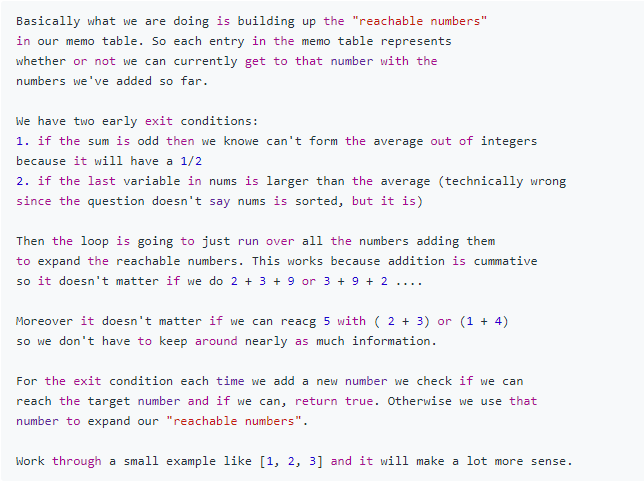 Basically what we are doing is building up the "reachable numbers"
in our memo table. So each entry in the memo table represents
whether or not we can currently get to that number with the
numbers we've added so far.
We have two early exit conditions:
1. if the sum is odd then we knowe can't form the average out of integers
because it will have a 1/2
2. if the last variable in nums is larger than the average (technically wrong
since the question doesn't say nums is sorted, but it is)
Then the loop is going to just run over all the numbers adding them
to expand the reachable numbers. This works because addition is cummative
so it doesn't matter if we do 2 + 3 + 9 or 3 + 9 + 2 ....
Moreover it doesn't matter if we can reacg 5 with ( 2 + 3) or (1 + 4)
so we don't have to keep around nearly as much information.
For the exit condition each time we add a new number we check if we can
reach the target number and if we can, return true. Otherwise we use that
number to expand our "reachable numbers".
Work through a small example like [1, 2, 3] and it will make a lot more sense.